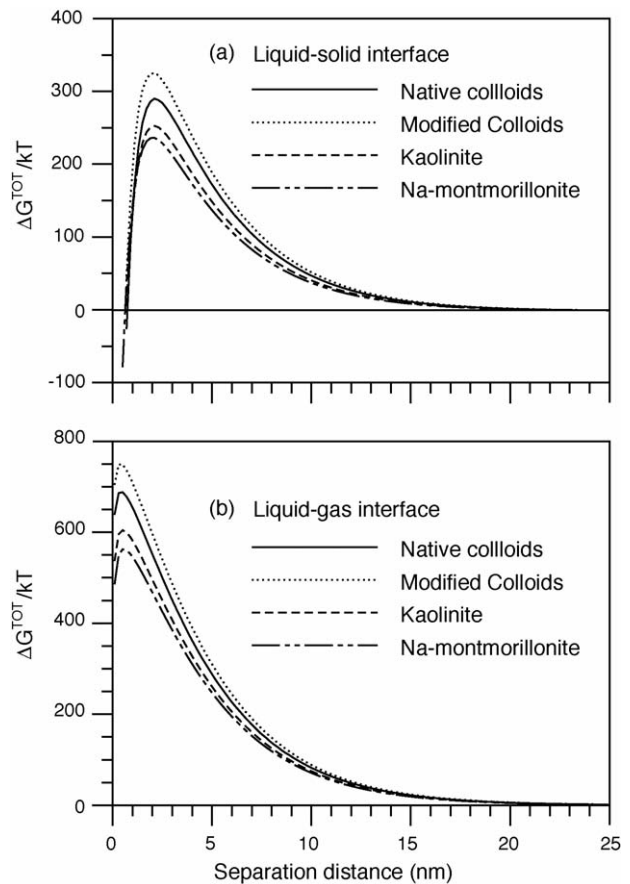 400
300
200
100
0
-100
ΔG^TOT/kT
(a) Liquid-solid interface
Native collloids
Modified Colloids
Kaolinite
Na-montmorillonite
800
600
400
200
0
ΔG^TOT/kT
(b) Liquid-gas interface
Native collloids
Modified Colloids
Kaolinite
Na-montmorillonite
0 5 10 15 20 25
Separation distance (nm)